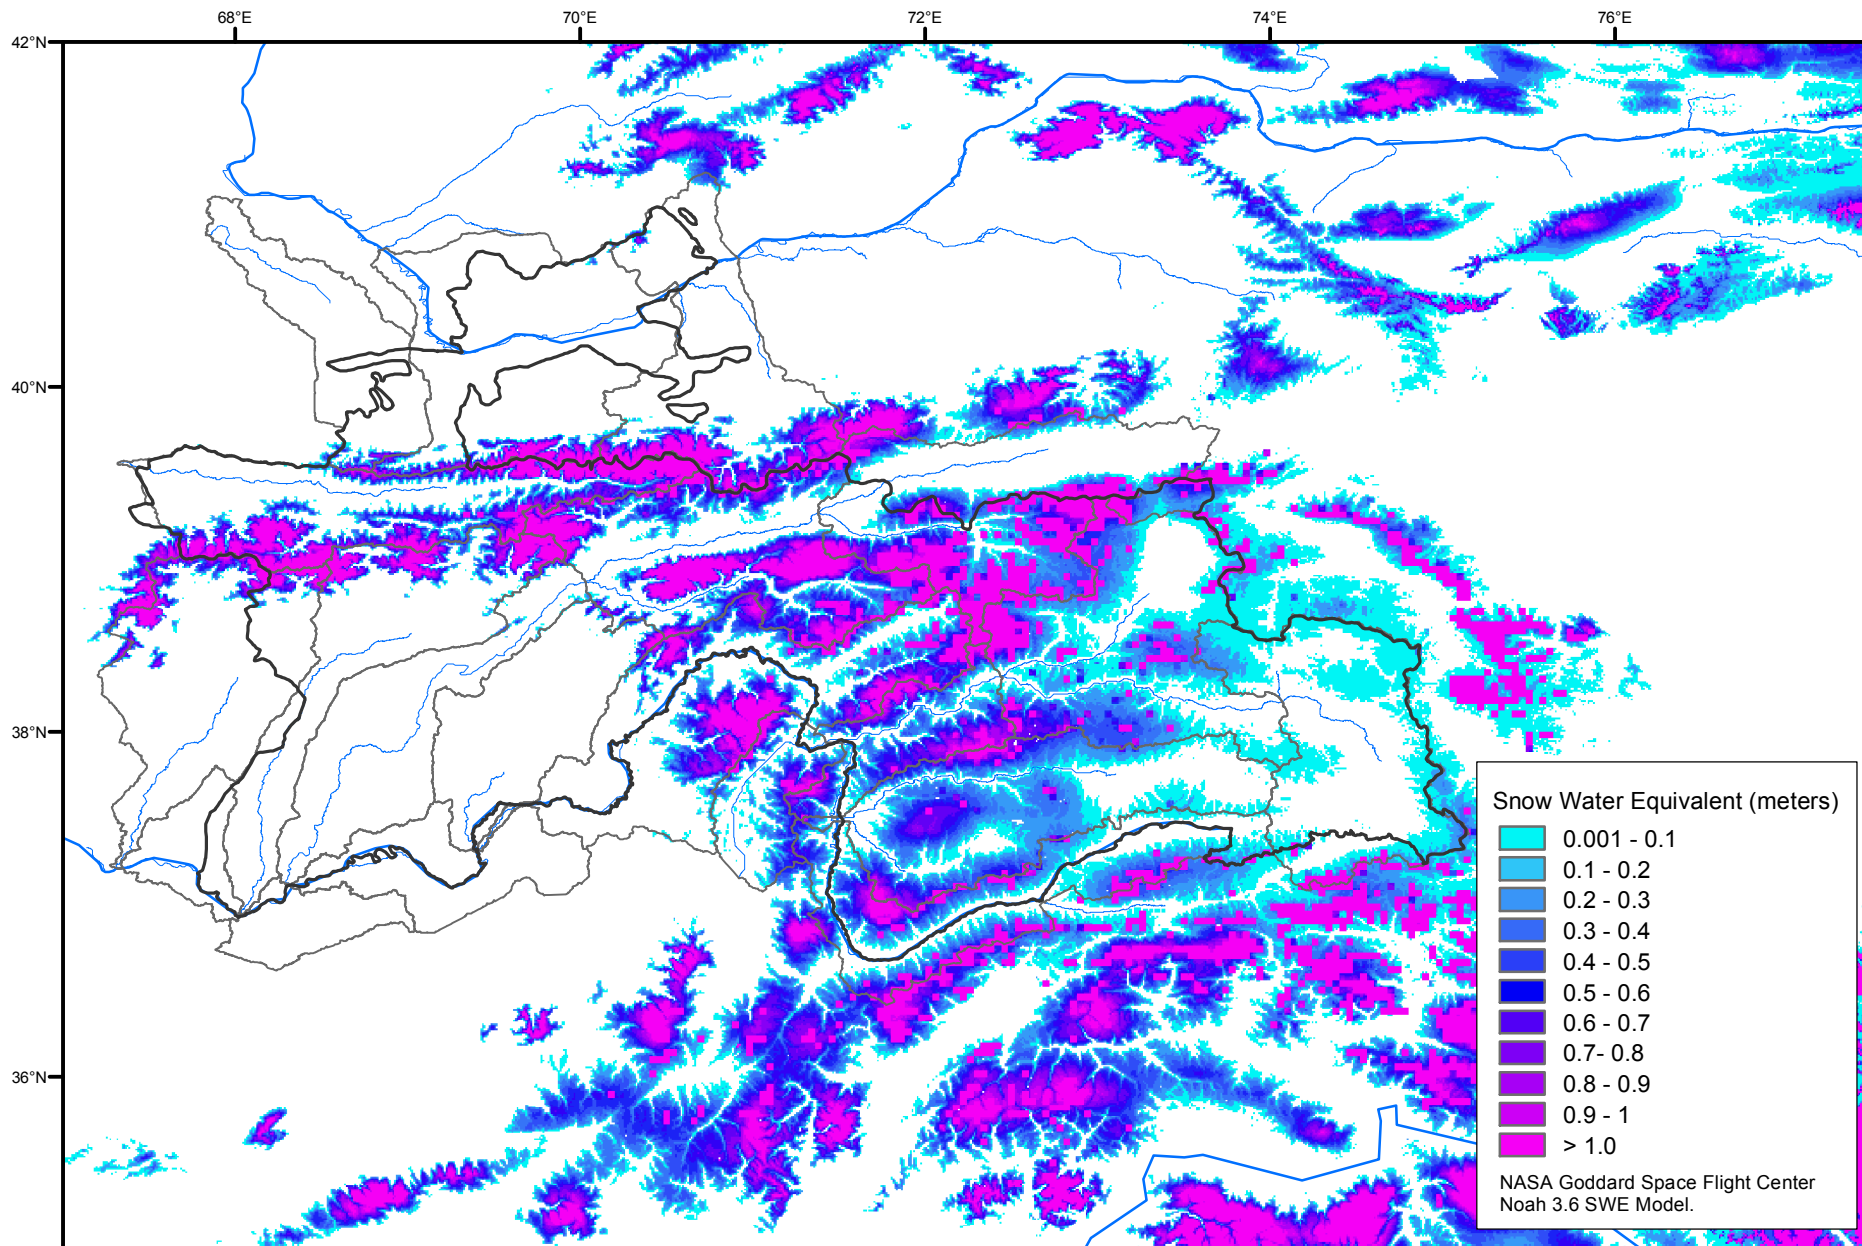 68°E
70°E
72°E
74°E
76°E
42°N
40°N
38°N
36°N
Snow Water Equivalent (meters)
0.001 - 0.1
0.1 - 0.2
0.2 - 0.3
0.3 - 0.4
0.4 - 0.5
0.5 - 0.6
0.6 - 0.7
0.7- 0.8
0.8 - 0.9
0.9 - 1
> 1.0
NASA Goddard Space Flight Center
Noah 3.6 SWE Model.